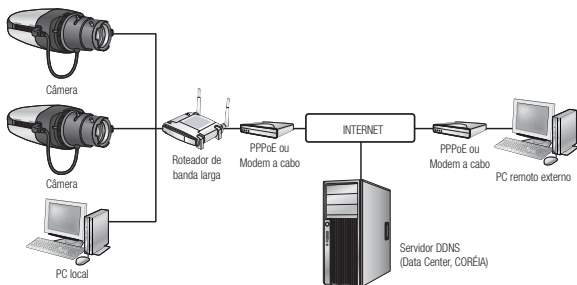 Câmera
Câmera
PC local
Roteador de
banda larga
PPPoE ou
Modem a cabo
INTERNET
PPPoE ou
Modem a cabo
PC remoto externo
Servidor DDNS
(Data Center, CORÉIA)